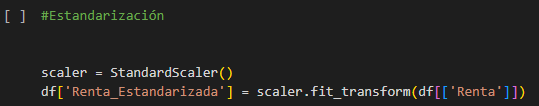 [ ] #Estandarización
scaler = StandardScaler()
df['Renta_Estandarizada'] = scaler.fit_transform(df[['Renta']])